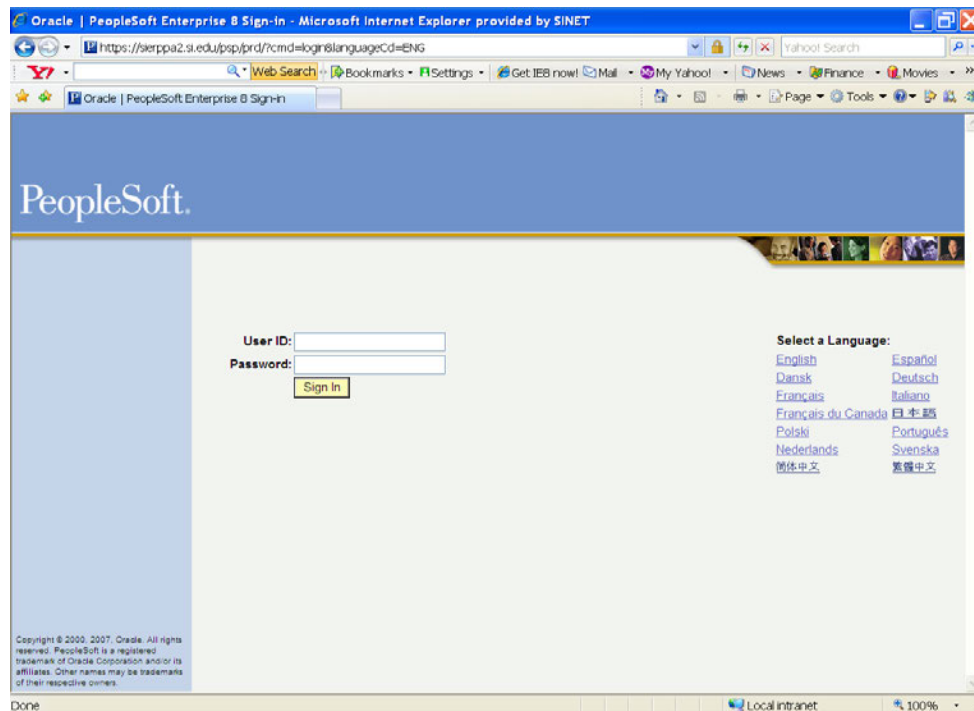 Oracle | PeopleSoft Enterprise 8 Sign-in - Microsoft Internet Explorer provided by SINET
https://sierppa2.si.edu/psp/prd/?cmd=login&languageCd=ENG
Yahoo! Search
Y! Web Search Bookmarks Settings Get IE8 now! Mail My Yahoo! News Finance Movies »
Oracle | PeopleSoft Enterprise 8 Sign-in Page Tools
PeopleSoft.
User ID:
Password:
Sign In
Select a Language:
English Español
Dansk Deutsch
Français Italiano
Français du Canada 日本語
Polski Português
Nederlands Svenska
简体中文 繁體中文
Copyright © 2000, 2007, Oracle. All rights
reserved. PeopleSoft is a registered
trademark of Oracle Corporation and/or its
affiliates. Other names may be trademarks
of their respective owners.
Done Local intranet 100%